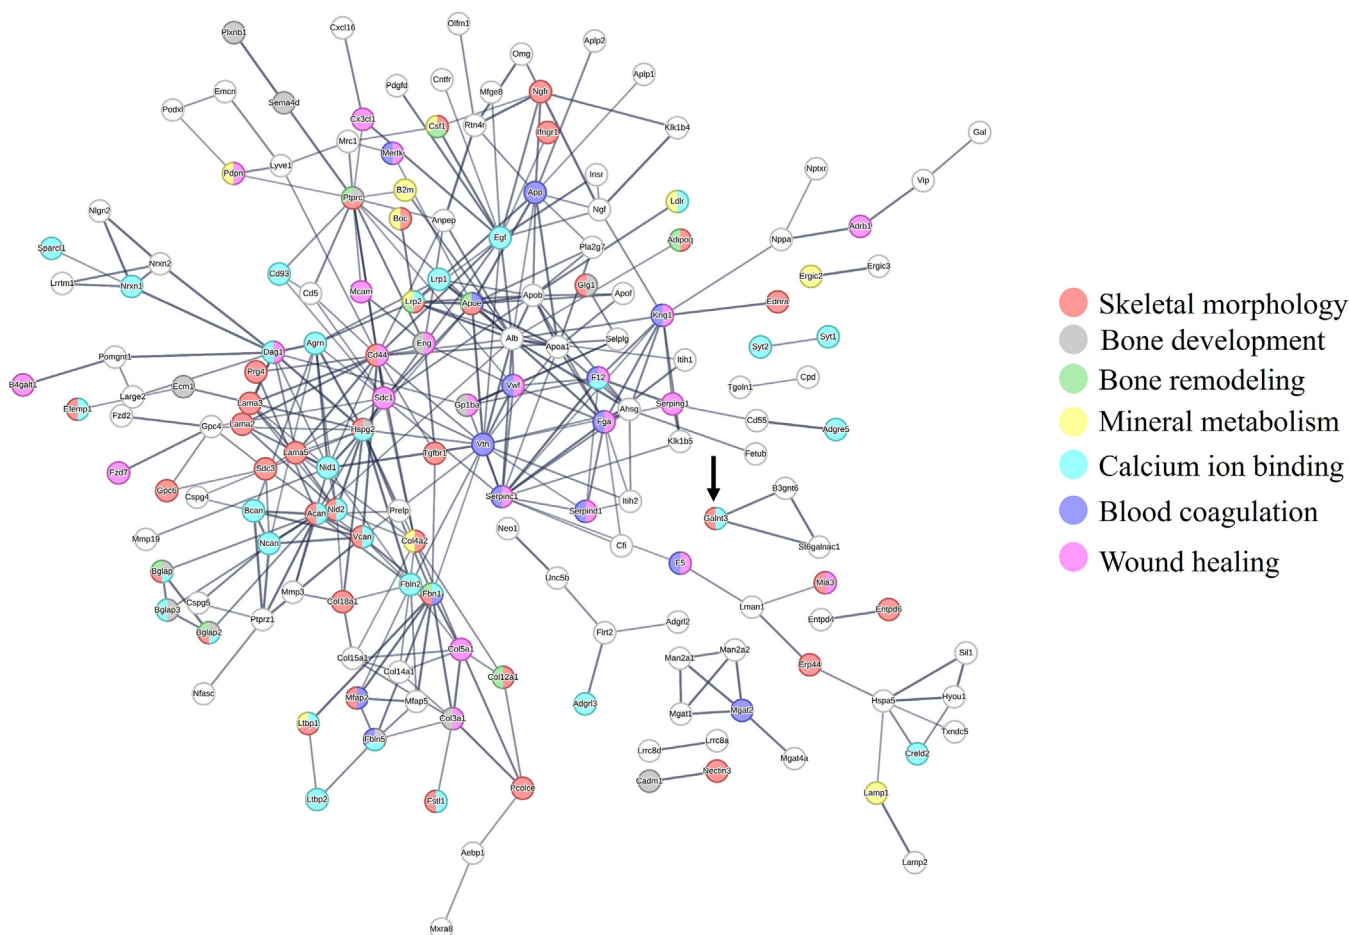 Plxnb1
Cxcl16
Olfm1
Aplp2
Omg
Aplp1
Cntfr
Pdgfd
Mfge8
Ngfr
Emcn
Podxl
Sema4d
Cx3cl1
Csf1
Rtn4r
Ifngr1
Klk1b4
Gal
Mrc1
Mertk
Lyve1
Pdpn
Insr
Nptxr
Vip
B2m
Ptprc
App
Ldlr
Nlgn2
Boc
Anpep
Ngf
Adrb1
Sparcl1
Egf
Pla2g7
Adipoq
Nppa
Nrxn2
Cd93
Lrp1
Ergic2
Ergic3
Lrrtm1
Nrxn1
Cd5
Mcam
Glg1
Lrp2
Apoe
Apob
Apof
Ednra
Skeletal morphology
Kng1
Bone development
Agrn
Eng
Alb
Apoa1
Selplg
Syt2
Syt1
Pomgnt1
Dag1
Cd44
Itih1
Bone remodeling
B4galt1
Prg4
Vwf
F12
Tgoln1
Cpd
Ecm1
Large2
Sdc1
Efemp1
Lama3
Gp1ba
Ahsg
Serping1
Mineral metabolism
Fzd2
Gpc4
Lama2
Hspg2
Fga
Cd55
Adgre5
Vtn
Klk1b5
Lama5
Tgfbr1
Fetub
Calcium ion binding
Fzd7
Sdc3
Nid1
Gpc6
Cspg4
Serpinc1
Itih2
B3gnt6
Bcan
Acan
Nid2
Prelp
Serpind1
Galnt3
Blood coagulation
Neo1
Mmp19
Ncan
Vcan
Col4a2
Cfi
St6galnac1
Wound healing
Bglap
F5
Unc5b
Fbln2
Fbn1
Mia3
Mmp3
Col18a1
Bglap3
Cspg5
Lman1
Entpd4
Entpd6
Ptprz1
Bglap2
Flrt2
Adgrl2
Col15a1
Col5a1
Man2a1
Man2a2
Sil1
Col14a1
Col12a1
Erp44
Nfasc
Mfap2
Mfap5
Hspa5
Hyou1
Adgrl3
Mgat1
Mgat2
Ltbp1
Col3a1
Txndc5
Fbln5
Lrrc8d
Lrrc8a
Mgat4a
Creld2
Cadm1
Nectin3
Ltbp2
Fstl1
Pcolce
Lamp1
Aebp1
Lamp2
Mxra8